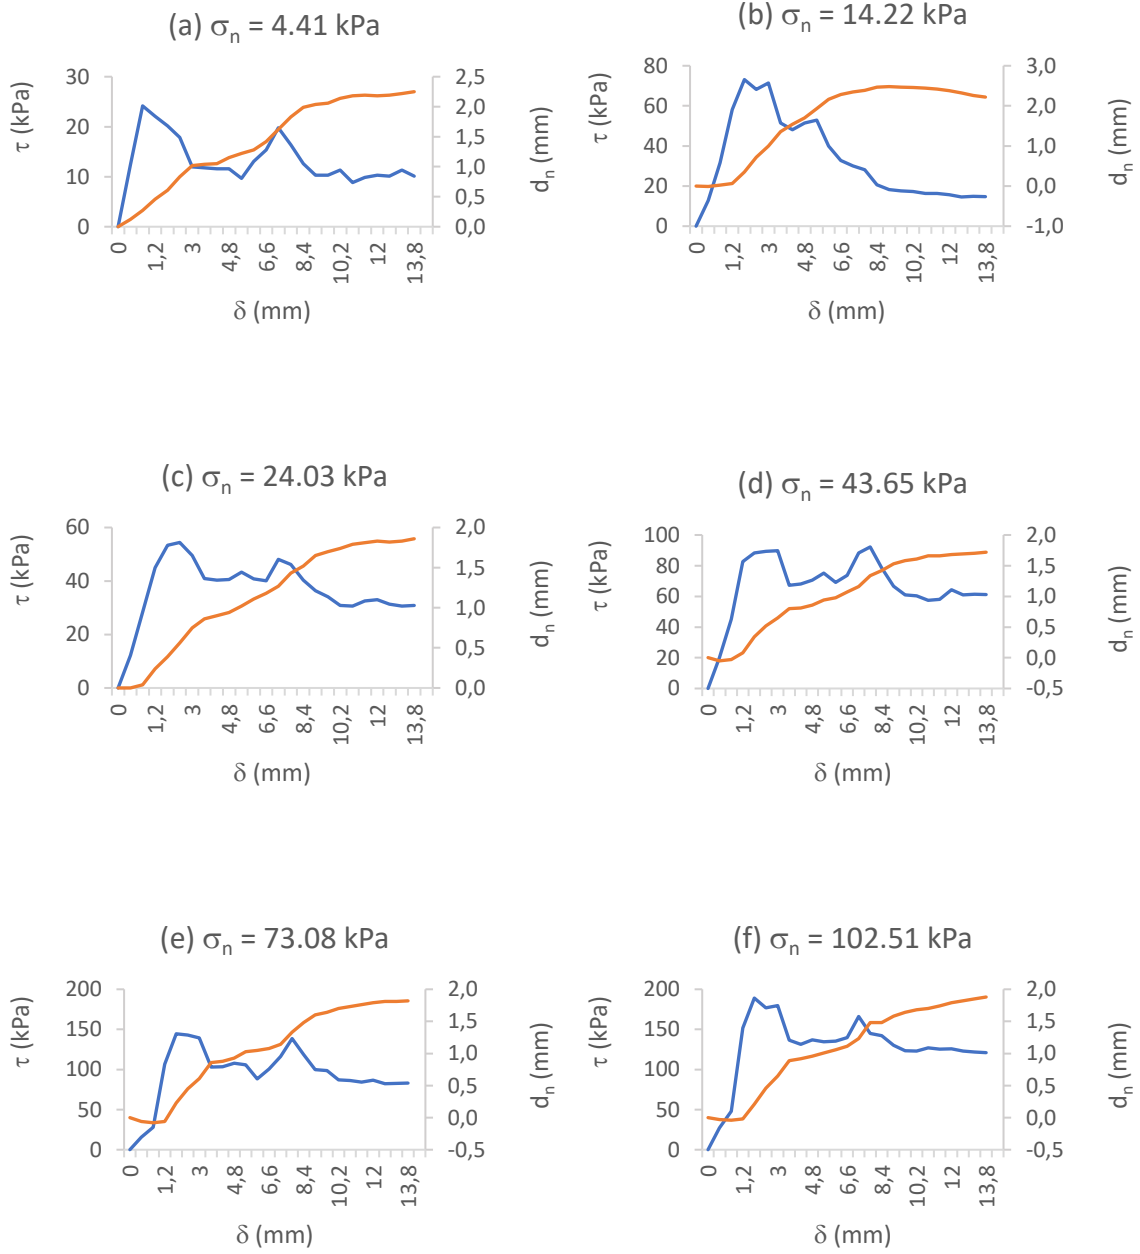 (a) σn = 4.41 kPa
τ (kPa)
30
20
10
0
2,5
2,0
1,5
1,0
0,5
0,0
dn (mm)
0 1,2 3 4,8 6,6 8,4 10,2 12 13,8
δ (mm)
(b) σn = 14.22 kPa
τ (kPa)
80
60
40
20
0
3,0
2,0
1,0
0,0
-1,0
dn (mm)
0 1,2 3 4,8 6,6 8,4 10,2 12 13,8
δ (mm)
(c) σn = 24.03 kPa
τ (kPa)
60
40
20
0
2,0
1,5
1,0
0,5
0,0
dn (mm)
0 1,2 3 4,8 6,6 8,4 10,2 12 13,8
δ (mm)
(d) σn = 43.65 kPa
τ (kPa)
100
80
60
40
20
0
2,0
1,5
1,0
0,5
0,0
-0,5
dn (mm)
0 1,2 3 4,8 6,6 8,4 10,2 12 13,8
δ (mm)
(e) σn = 73.08 kPa
τ (kPa)
200
150
100
50
0
2,0
1,5
1,0
0,5
0,0
-0,5
dn (mm)
0 1,2 3 4,8 6,6 8,4 10,2 12 13,8
δ (mm)
(f) σn = 102.51 kPa
τ (kPa)
200
150
100
50
0
2,0
1,5
1,0
0,5
0,0
-0,5
dn (mm)
0 1,2 3 4,8 6,6 8,4 10,2 12 13,8
δ (mm)